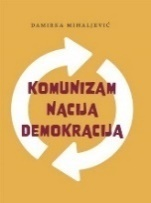 DAMIRKA MIHALJEVIĆ
KOMUNIZAM
NACIJA
DEMOKRACIJA